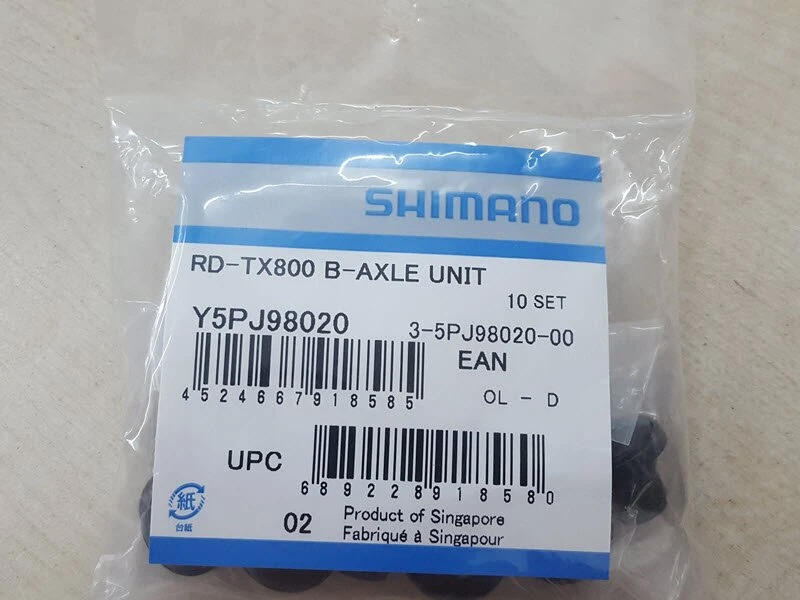 SHIMANO
RD-TX800 B-AXLE UNIT
10 SET
Y5PJ98020 3-5PJ98020-00
EAN
4524667918585
OL - D
UPC
689228918580
紙
台紙
02 Product of Singapore
Fabriqué à Singapour